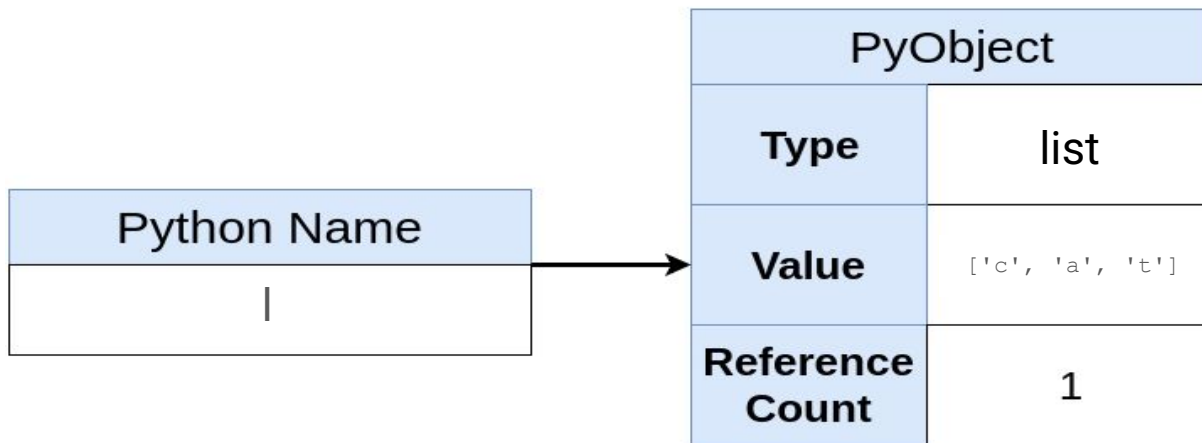 PyObject
Type
list
Python Name
l
Value
['c', 'a', 't']
Reference
Count
1